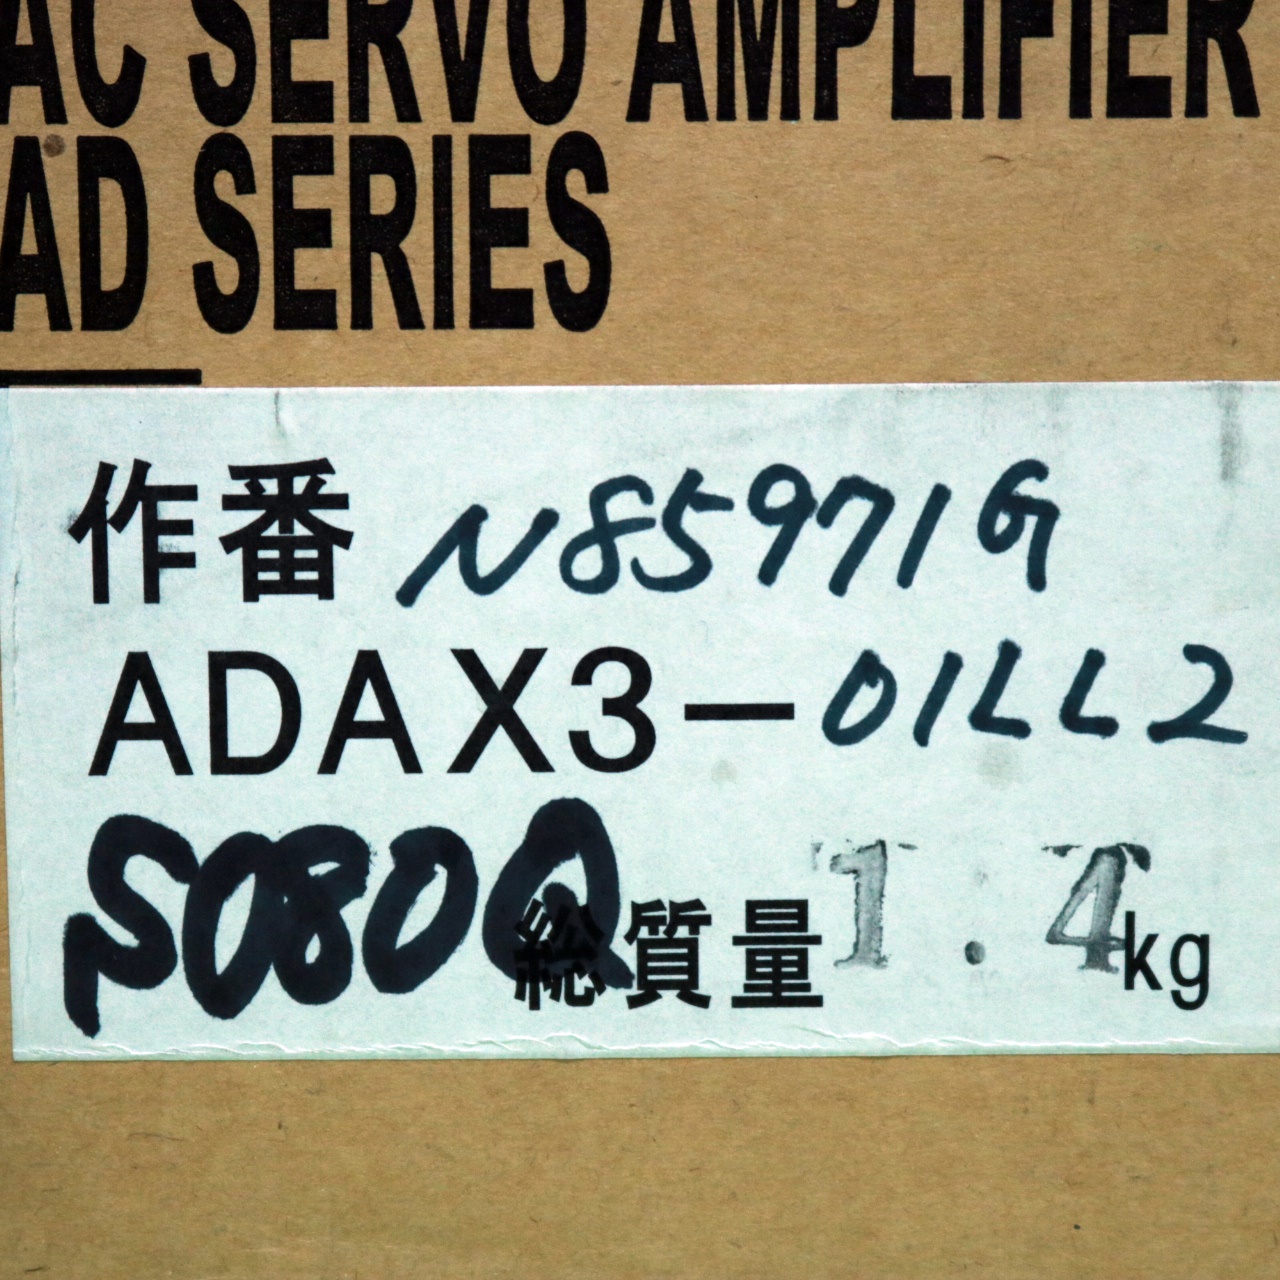 AC SERVO AMPLIFIER
AD SERIES
作番 N85971G
ADAX3-01LL2
S080Q 総質量 1.4kg